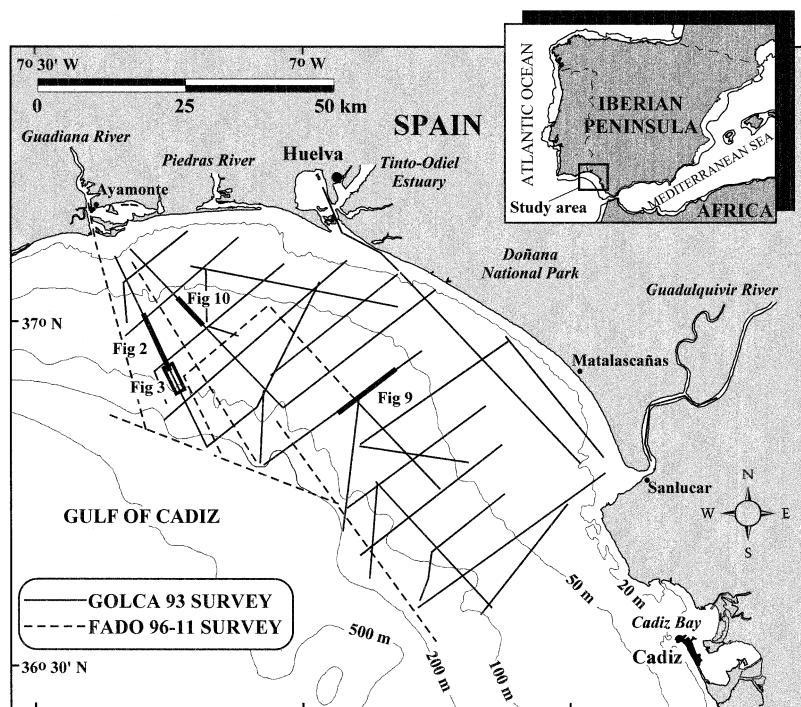 7o 30' W
70 W
0
25
50 km
Guadiana River
SPAIN
Piedras River
Huelva
Tinto-Odiel
Estuary
Ayamonte
ATLANTIC OCEAN
IBERIAN
PENINSULA
MEDITERRANEAN SEA
Study area
AFRICA
Doñana
National Park
Guadalquivir River
Fig 10
37o N
Fig 2
Fig 3
Matalascañas
Fig 9
Sanlucar
N
W
E
S
GULF OF CADIZ
GOLCA 93 SURVEY
FADO 96-11 SURVEY
50 m
20 m
Cadiz Bay
Cadiz
500 m
200 m
100 m
36o 30' N